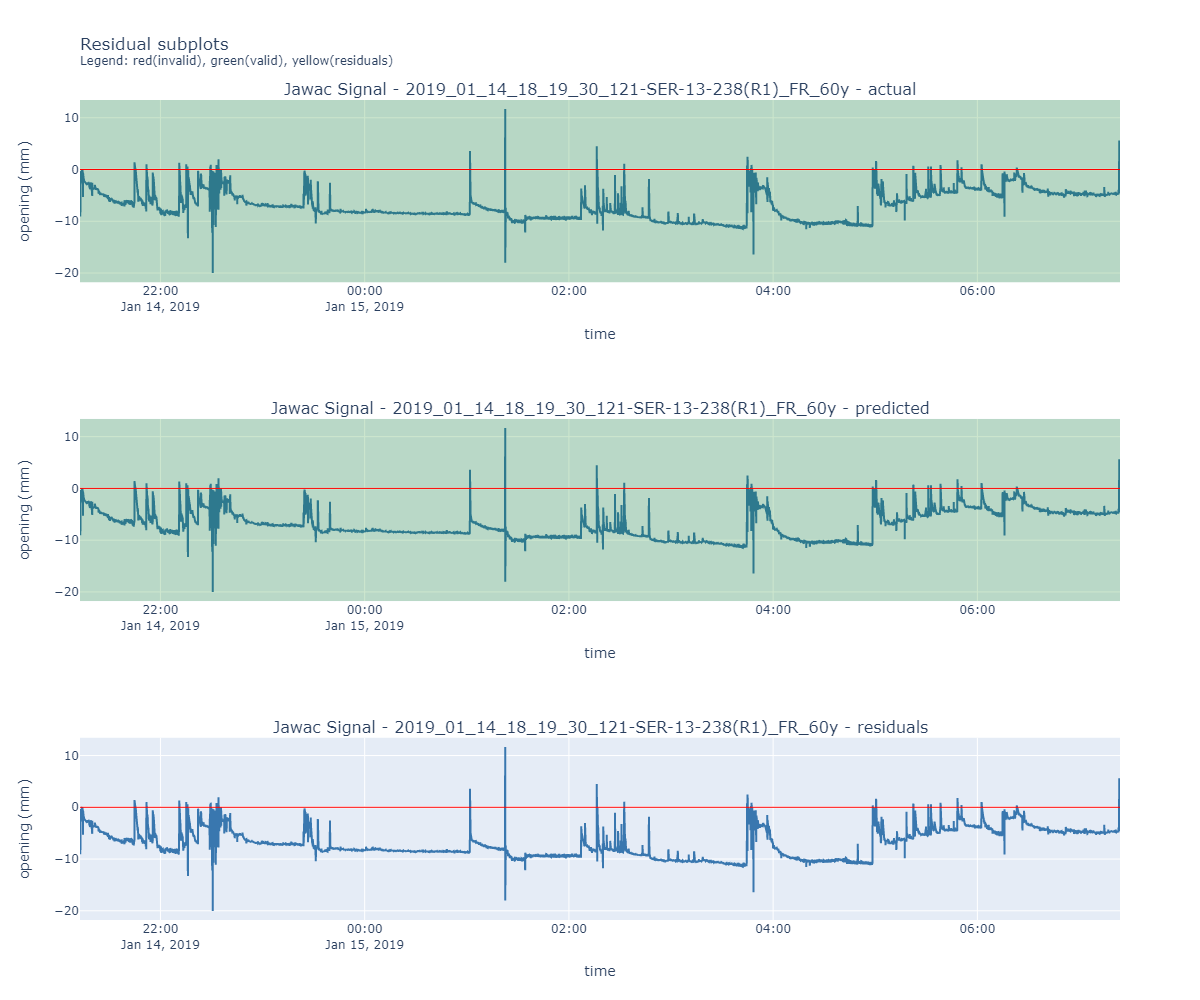 Residual subplots
Legend: red(invalid), green(valid), yellow(residuals)
Jawac Signal - 2019_01_14_18_19_30_121-SER-13-238(R1)_FR_60y - actual
opening (mm)
10
0
−10
−20
22:00
Jan 14, 2019
00:00
Jan 15, 2019
02:00
04:00
06:00
time
Jawac Signal - 2019_01_14_18_19_30_121-SER-13-238(R1)_FR_60y - predicted
opening (mm)
10
0
−10
−20
22:00
Jan 14, 2019
00:00
Jan 15, 2019
02:00
04:00
06:00
time
Jawac Signal - 2019_01_14_18_19_30_121-SER-13-238(R1)_FR_60y - residuals
opening (mm)
10
0
−10
−20
22:00
Jan 14, 2019
00:00
Jan 15, 2019
02:00
04:00
06:00
time